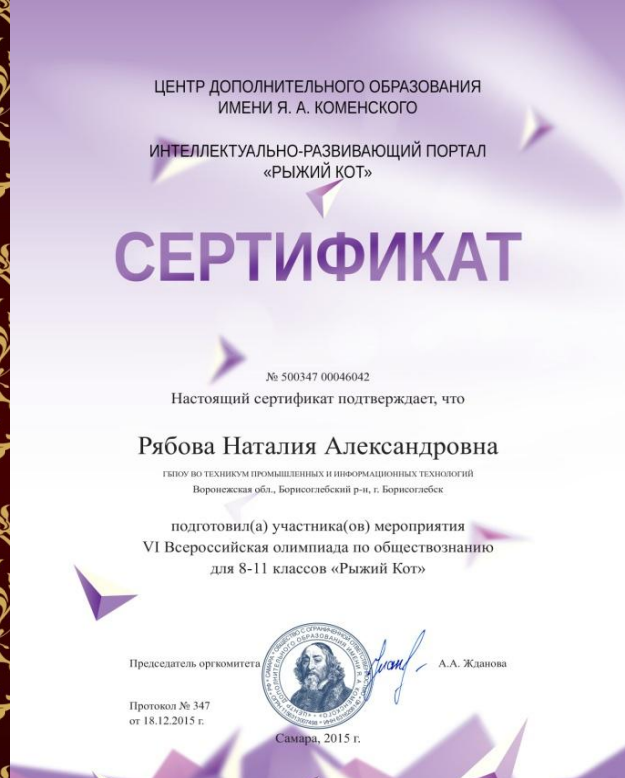 ЦЕНТР ДОПОЛНИТЕЛЬНОГО ОБРАЗОВАНИЯ
ИМЕНИ Я. А. КОМЕНСКОГО
ИНТЕЛЛЕКТУАЛЬНО-РАЗВИВАЮЩИЙ ПОРТАЛ
«РЫЖИЙ КОТ»
СЕРТИФИКАТ
№ 500347 00046042
Настоящий сертификат подтверждает, что
Рябова Наталия Александровна
ГБПОУ ВО ТЕХНИКУМ ПРОМЫШЛЕННЫХ И ИНФОРМАЦИОННЫХ ТЕХНОЛОГИЙ
Воронежская обл., Борисоглебский р-н, г. Борисоглебск
подготовил(а) участника(ов) мероприятия
VI Всероссийская олимпиада по обществознанию
для 8-11 классов «Рыжий Кот»
Председатель оргкомитета
А.А. Жданова
Протокол № 347
от 18.12.2015 г.
Самара, 2015 г.